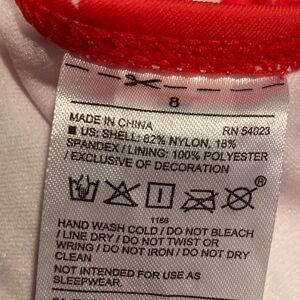 8
MADE IN CHINA RN 54023
■ US: SHELL: 82% NYLON, 18%
SPANDEX / LINING: 100% POLYESTER
/ EXCLUSIVE OF DECORATION
®
1166
HAND WASH COLD / DO NOT BLEACH
/ LINE DRY / DO NOT TWIST OR
WRING / DO NOT IRON / DO NOT DRY
CLEAN
NOT INTENDED FOR USE AS
SLEEPWEAR.